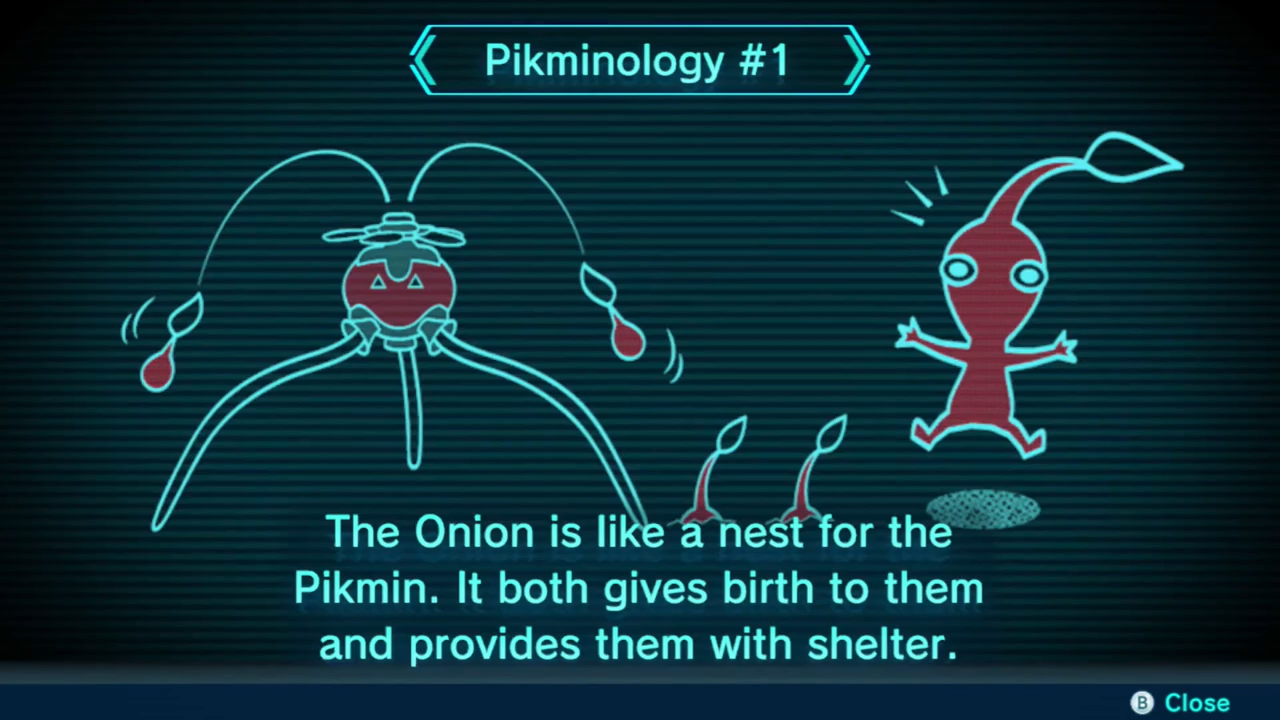 Pikminology #1
The Onion is like a nest for the
Pikmin. It both gives birth to them
and provides them with shelter.
B Close